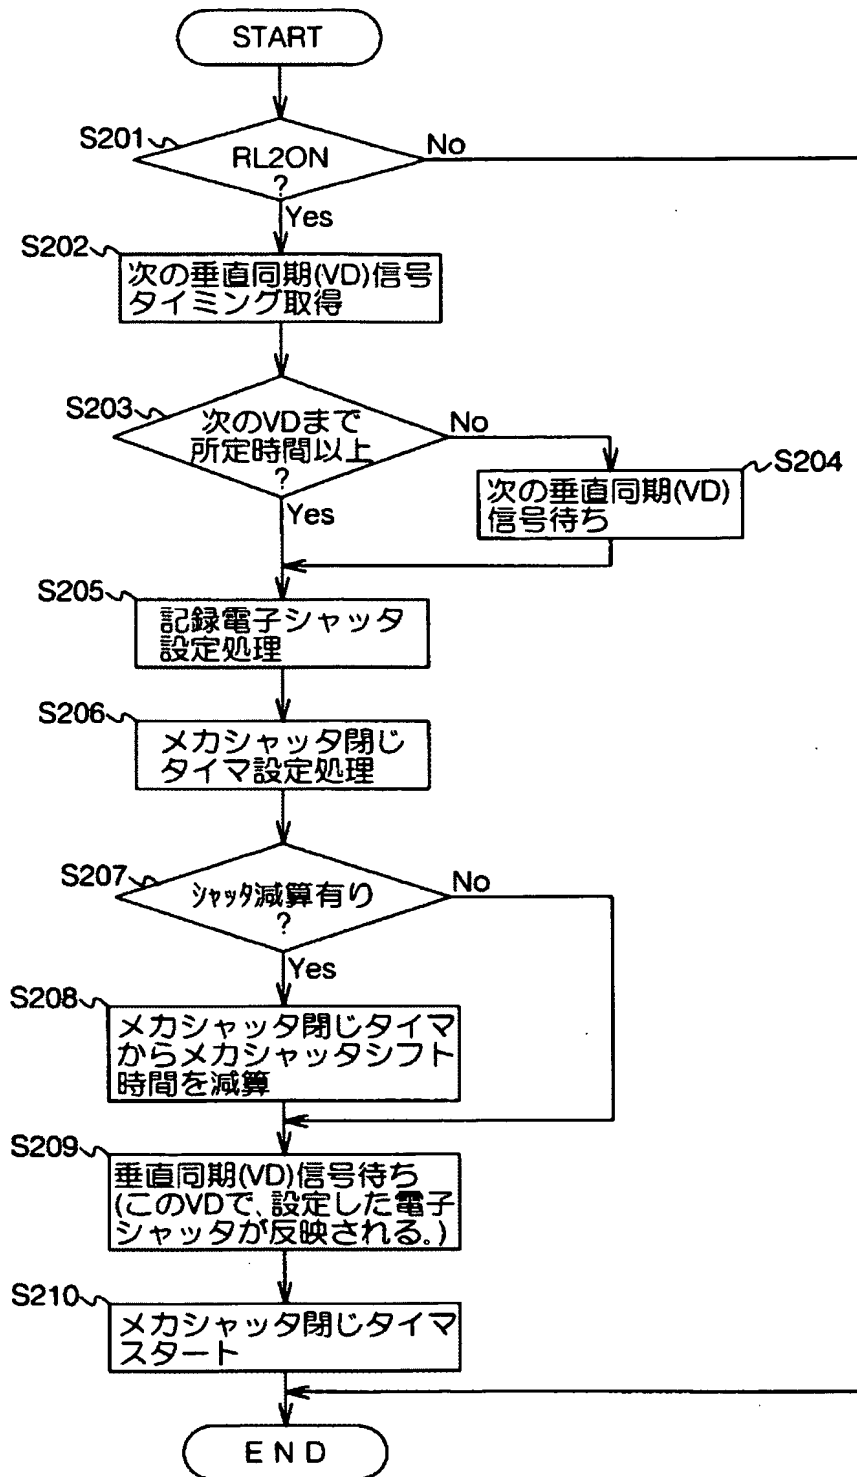 START
S201
RL2ON
?
No
Yes
S202
次の垂直同期(VD)信号
タイミング取得
S203
次のVDまで
所定時間以上
?
No
Yes
S204
次の垂直同期(VD)
信号待ち
S205
記録電子シャッタ
設定処理
S206
メカシャッタ閉じ
タイマ設定処理
S207
シャッタ減算有り
?
No
Yes
S208
メカシャッタ閉じタイマ
からメカシャッタシフト
時間を減算
S209
垂直同期(VD)信号待ち
(このVDで、設定した電子
シャッタが反映される。)
S210
メカシャッタ閉じタイマ
スタート
END